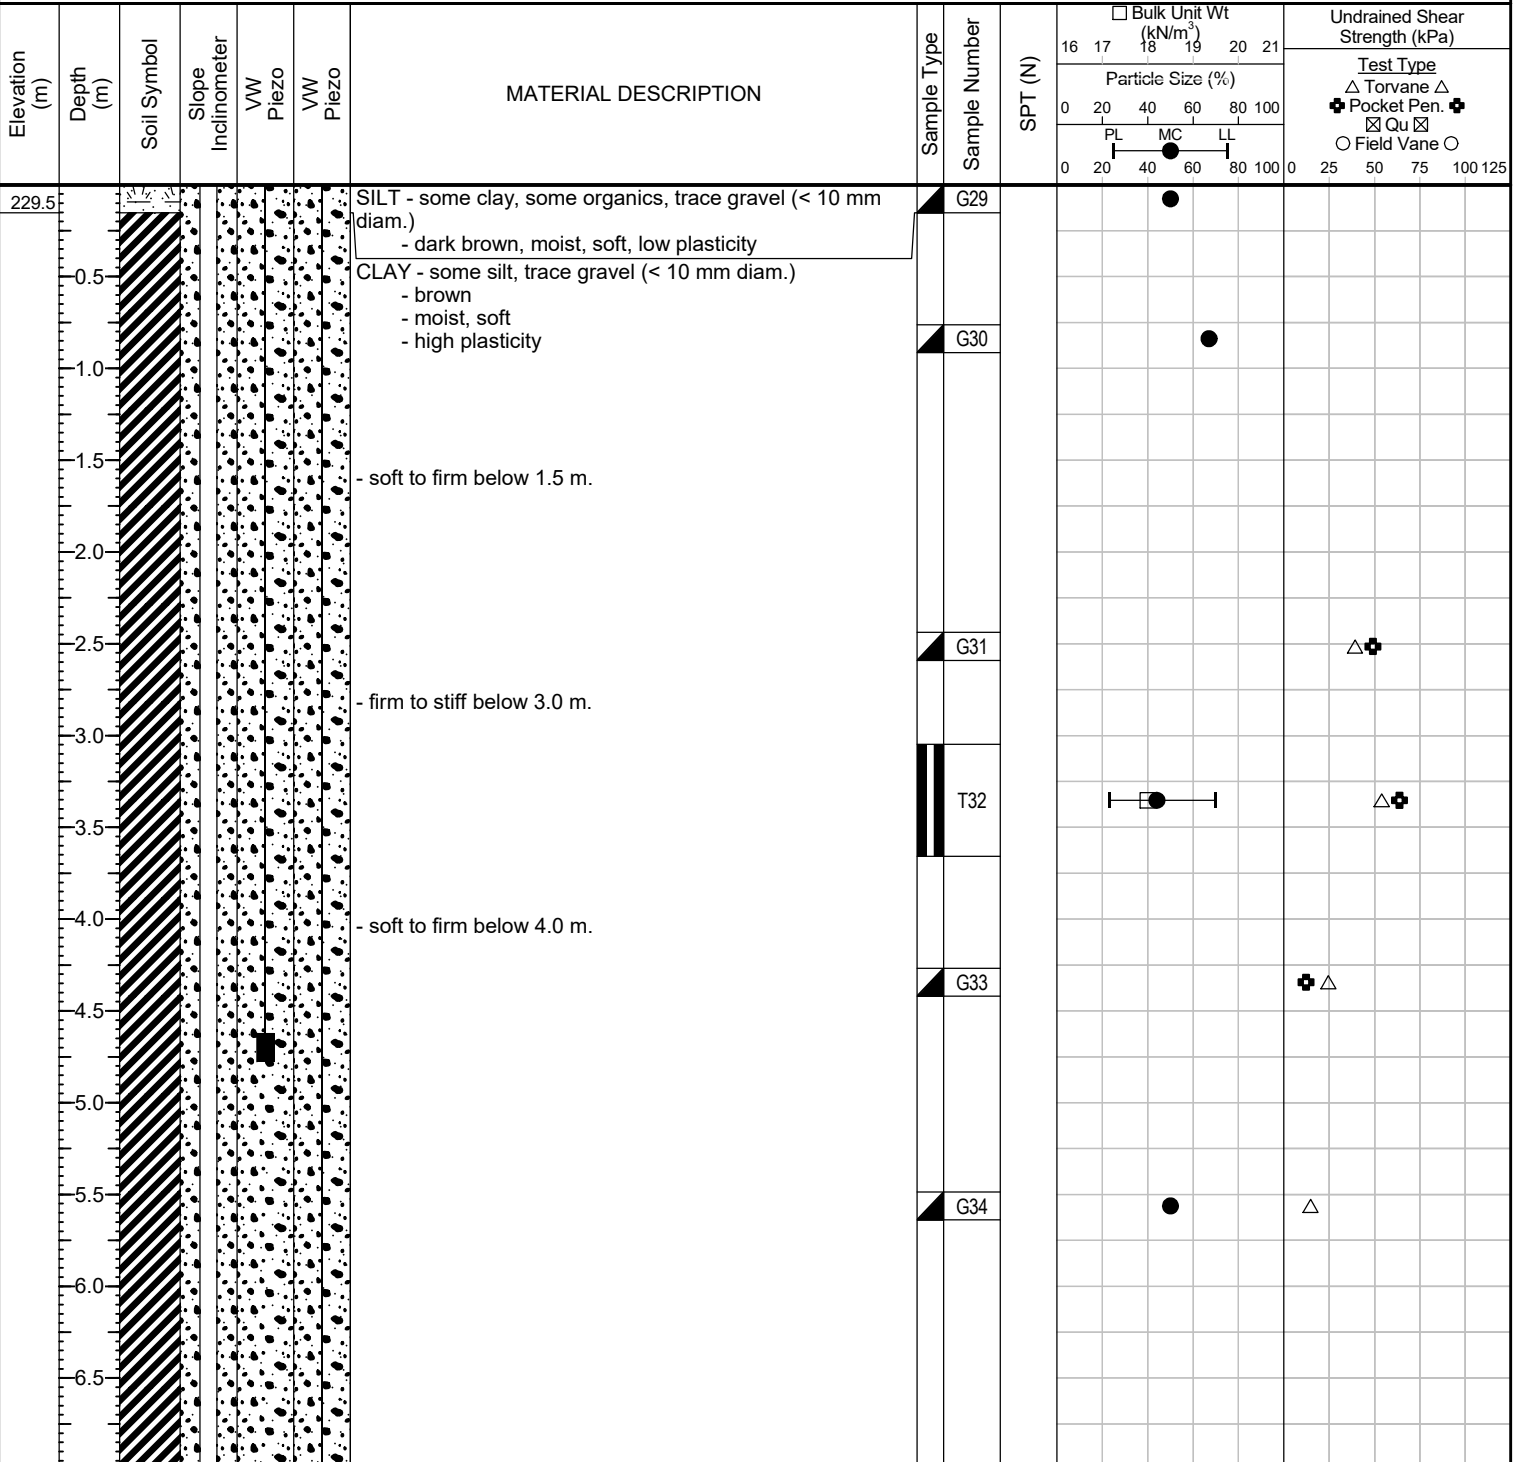 Elevation
(m)
Depth
(m)
Soil Symbol
Slope
Inclinometer
VW
Piezo
VW
Piezo
MATERIAL DESCRIPTION
Sample Type
Sample Number
SPT (N)
Bulk Unit Wt
(kN/m³)
16 17 18 19 20 21
Particle Size (%)
0 20 40 60 80 100
PL MC LL
0 20 40 60 80 100
Undrained Shear
Strength (kPa)
Test Type
△ Torvane △
Pocket Pen.
☒ Qu ☒
○ Field Vane ○
0 25 50 75 100 125
229.5
SILT - some clay, some organics, trace gravel (< 10 mm
diam.)
- dark brown, moist, soft, low plasticity
G29
CLAY - some silt, trace gravel (< 10 mm diam.)
-0.5
- brown
- moist, soft
- high plasticity
G30
-1.0
-1.5
- soft to firm below 1.5 m.
-2.0
-2.5
G31
- firm to stiff below 3.0 m.
-3.0
T32
-3.5
-4.0
- soft to firm below 4.0 m.
G33
-4.5
-5.0
-5.5
G34
-6.0
-6.5